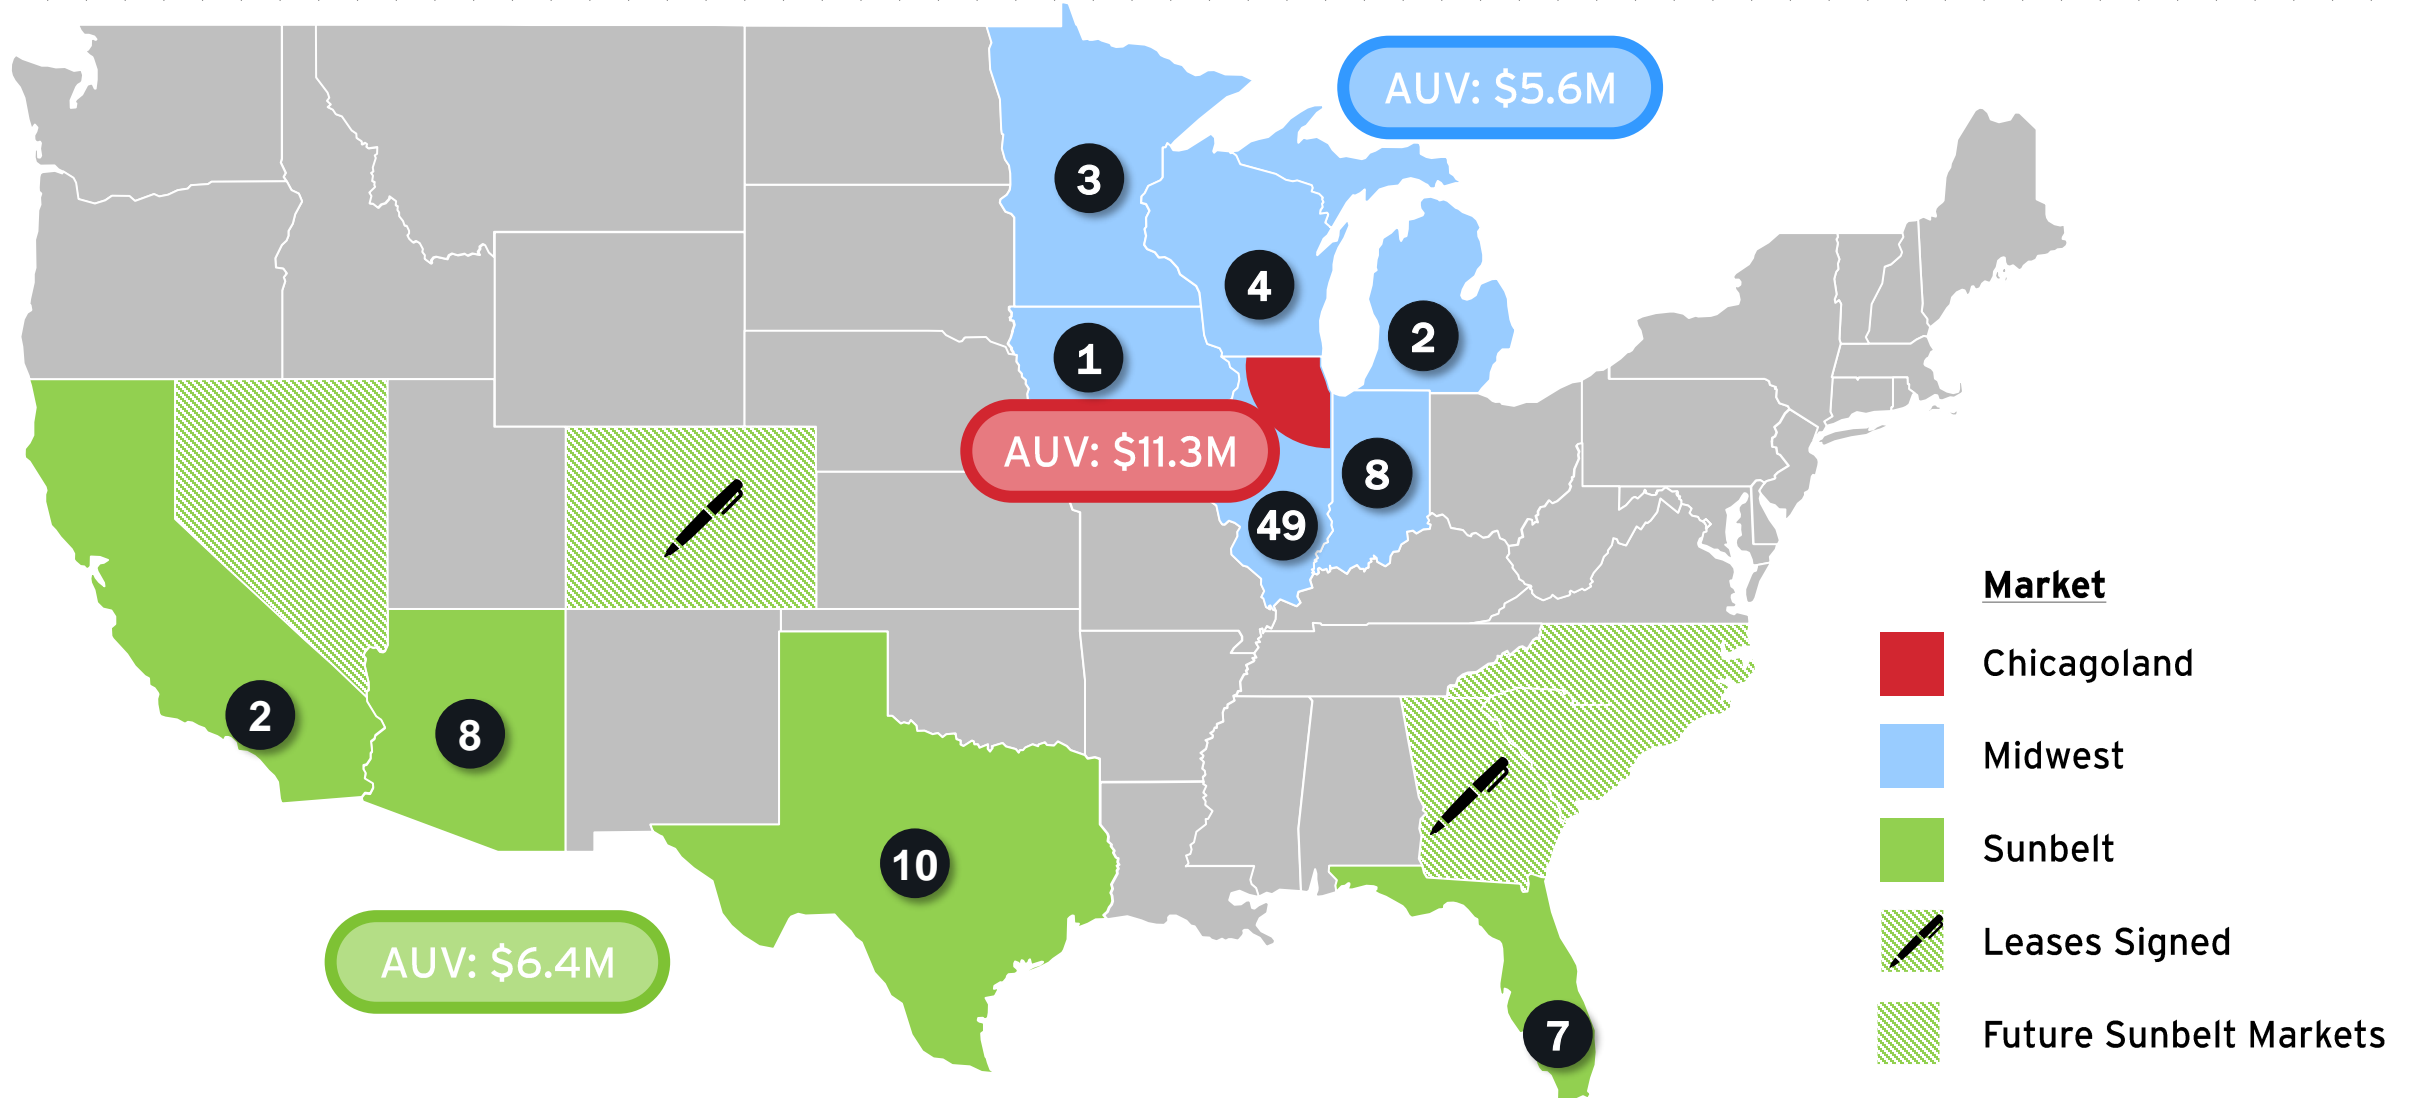 AUV: $5.6M
3
4
2
1
AUV: $11.3M
8
49
2
8
10
AUV: $6.4M
7
Market
Chicagoland
Midwest
Sunbelt
Leases Signed
Future Sunbelt Markets